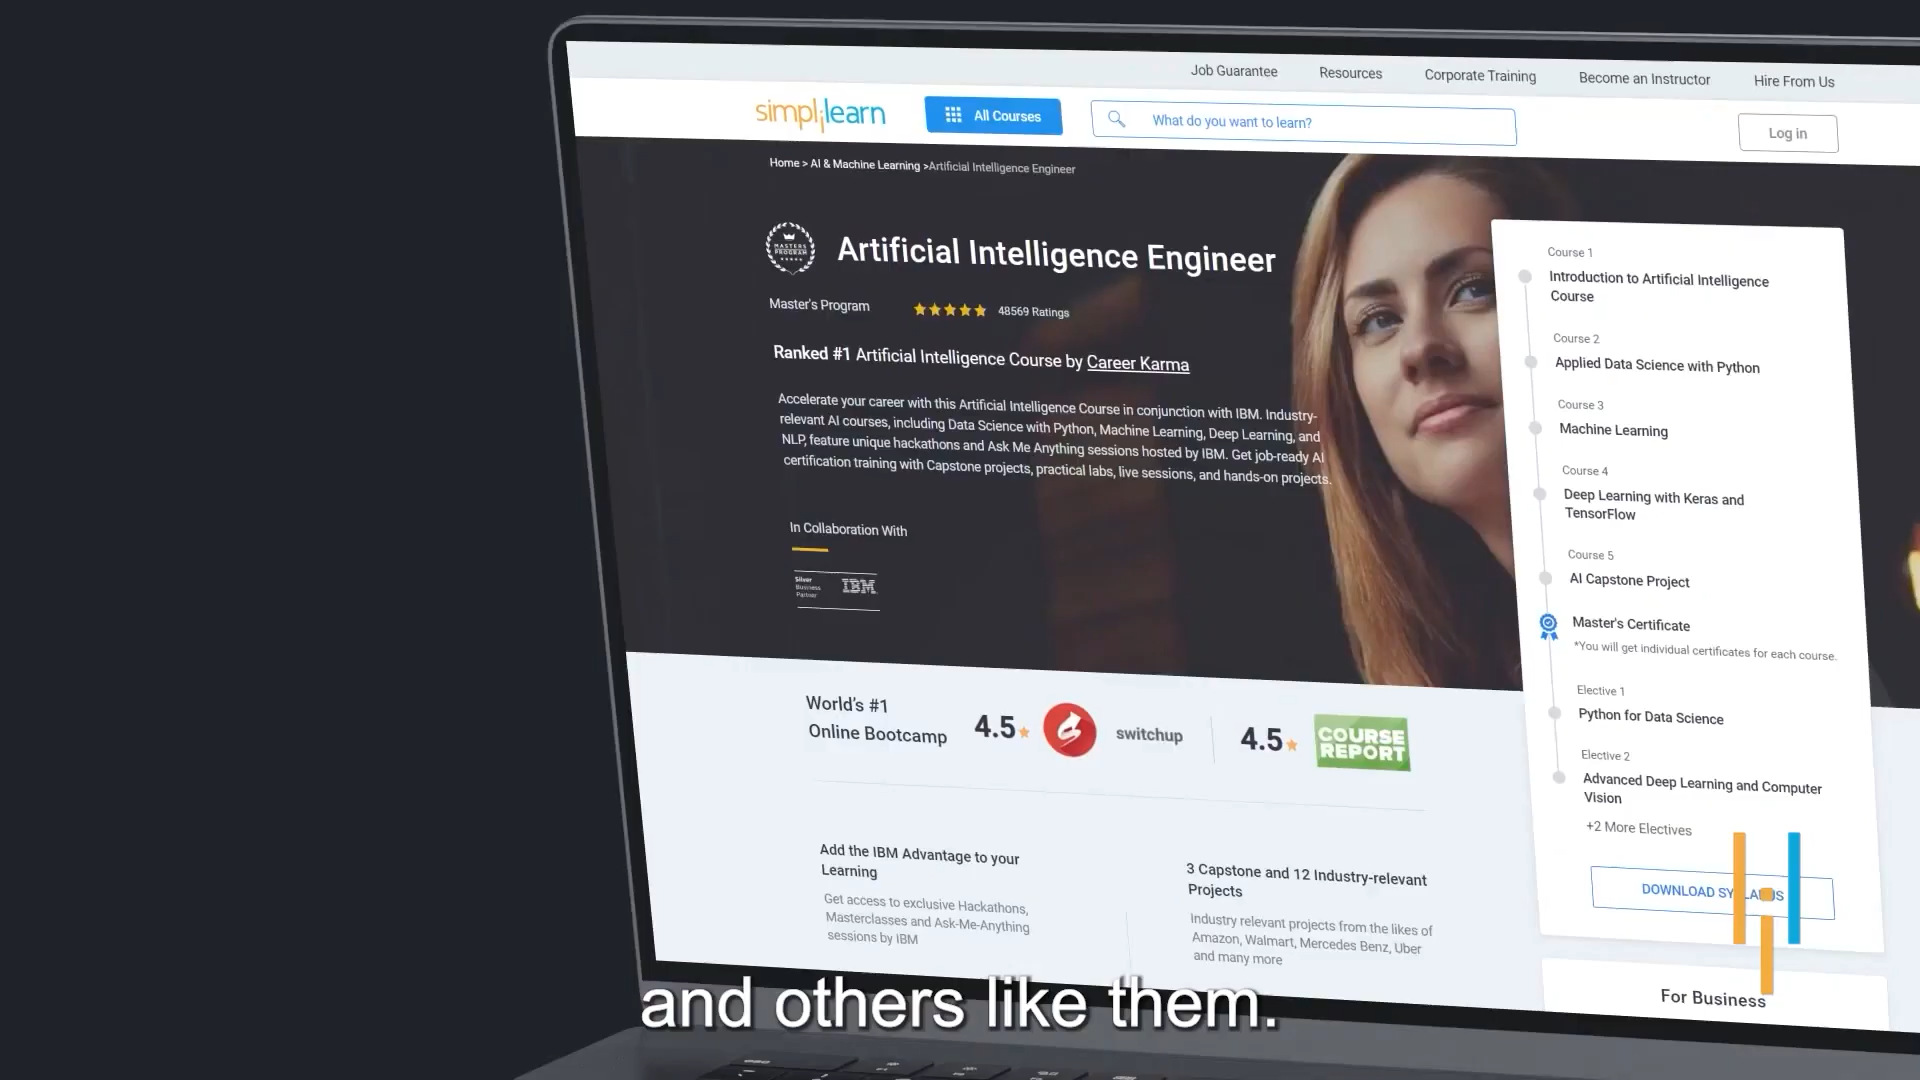 Job Guarantee Resources Corporate Training Become an Instructor Hire From Us
simplilearn All Courses What do you want to learn? Log in
Home > AI & Machine Learning >Artificial Intelligence Engineer
MASTERS
PROGRAM
Artificial Intelligence Engineer
Master's Program 48569 Ratings
Ranked #1 Artificial Intelligence Course by Career Karma
Accelerate your career with this Artificial Intelligence Course in conjunction with IBM. Industry-
relevant AI courses, including Data Science with Python, Machine Learning, Deep Learning, and
NLP, feature unique hackathons and Ask Me Anything sessions hosted by IBM. Get job-ready AI
certification training with Capstone projects, practical labs, live sessions, and hands-on projects.
In Collaboration With
Silver
Business
Partner
IBM
Course 1
Introduction to Artificial Intelligence
Course
Course 2
Applied Data Science with Python
Course 3
Machine Learning
Course 4
Deep Learning with Keras and
TensorFlow
Course 5
AI Capstone Project
Master's Certificate
*You will get individual certificates for each course.
Elective 1
Python for Data Science
Elective 2
Advanced Deep Learning and Computer
Vision
+2 More Electives
DOWNLOAD SYLLABUS
For Business
World's #1
Online Bootcamp
4.5 switchup
4.5 COURSE
REPORT
Add the IBM Advantage to your
Learning
Get access to exclusive Hackathons,
Masterclasses and Ask-Me-Anything
sessions by IBM
3 Capstone and 12 Industry-relevant
Projects
Industry relevant projects from the likes of
Amazon, Walmart, Mercedes Benz, Uber
and many more
and others like them.